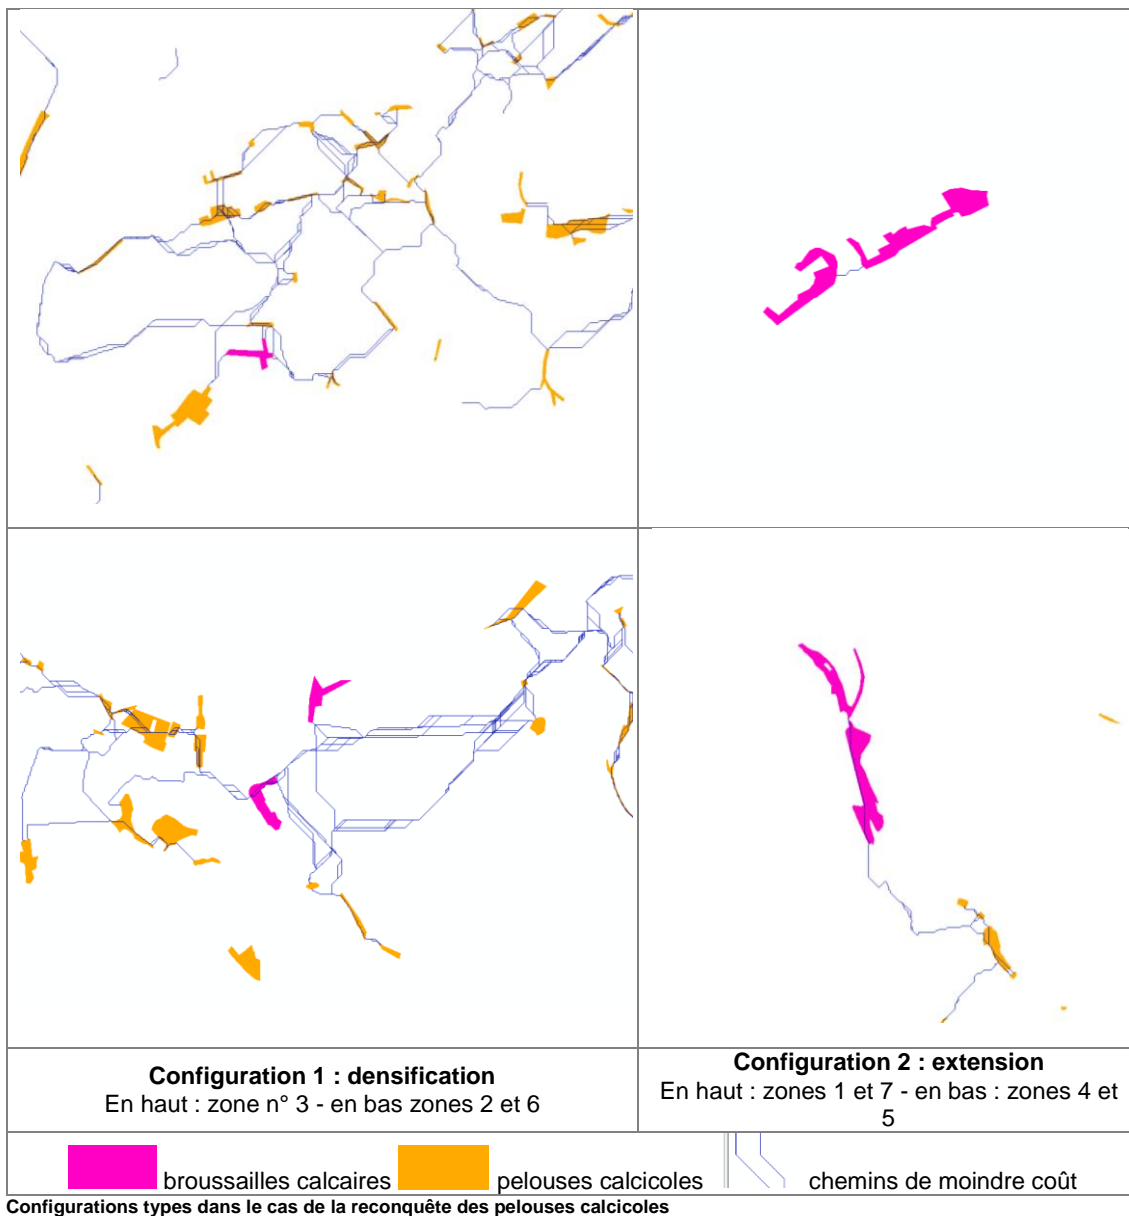 Configuration 1 : densification
En haut : zone n° 3 - en bas zones 2 et 6
Configuration 2 : extension
En haut : zones 1 et 7 - en bas : zones 4 et
5
broussailles calcaires
pelouses calcicoles
chemins de moindre coût
Configurations types dans le cas de la reconquête des pelouses calcicoles